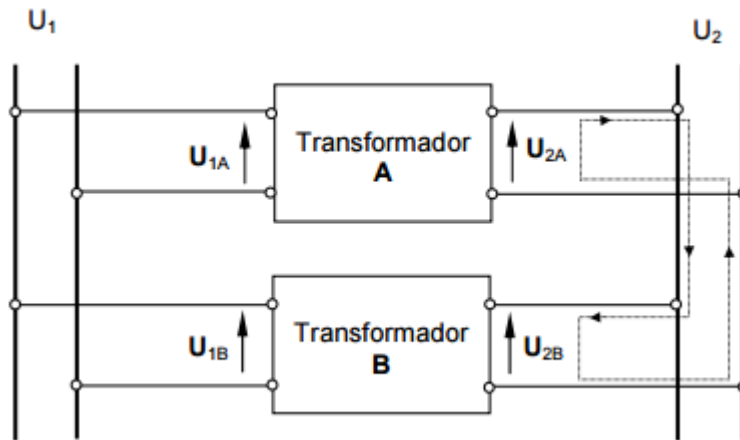 U1
U2
Transformador
A
U1A
U2A
Transformador
B
U1B
U2B